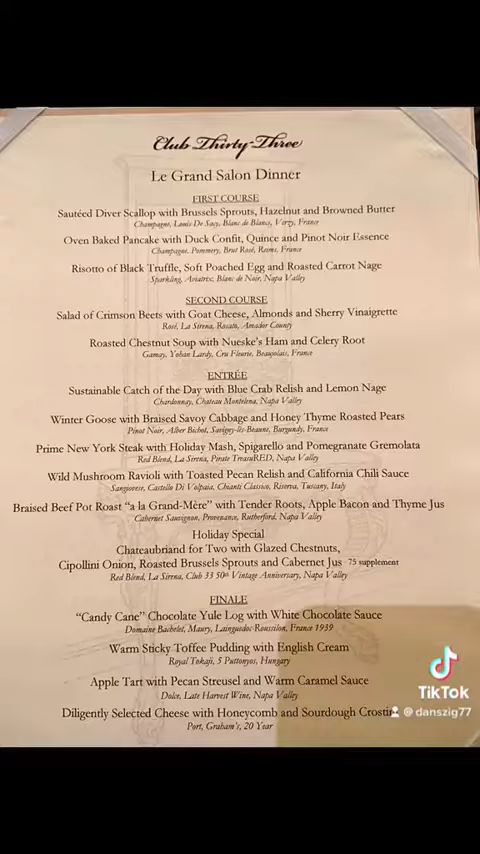 Club Thirty-Three
Le Grand Salon Dinner
FIRST COURSE
Sautéed Diver Scallop with Brussels Sprouts, Hazelnut and Browned Butter
Champagne, Louis De Sacy, Blanc de Blancs, Verzy, France
Oven Baked Pancake with Duck Confit, Quince and Pinot Noir Essence
Champagne, Pommery, Brut Rosé, Reims, France
Risotto of Black Truffle, Soft Poached Egg and Roasted Carrot Nage
Sparkling, Aviatrix, Blanc de Noir, Napa Valley
SECOND COURSE
Salad of Crimson Beets with Goat Cheese, Almonds and Sherry Vinaigrette
Rosé, La Sirena, Rosato, Amador County
Roasted Chestnut Soup with Nueske's Ham and Celery Root
Gamay, Yohan Lardy, Cru Fleurie, Beaujolais, France
ENTRÉE
Sustainable Catch of the Day with Blue Crab Relish and Lemon Nage
Chardonnay, Chateau Montelena, Napa Valley
Winter Goose with Braised Savoy Cabbage and Honey Thyme Roasted Pears
Pinot Noir, Alber Bichot, Savigny-lès-Beaune, Burgundy, France
Prime New York Steak with Holiday Mash, Spigarello and Pomegranate Gremolata
Red Blend, La Sirena, Pirate TreasuRED, Napa Valley
Wild Mushroom Ravioli with Toasted Pecan Relish and California Chili Sauce
Sangiovese, Castello Di Volpaia, Chianti Classico, Riserva, Tuscany, Italy
Braised Beef Pot Roast "a la Grand-Mère" with Tender Roots, Apple Bacon and Thyme Jus
Cabernet Sauvignon, Provenance, Rutherford, Napa Valley
Holiday Special
Chateaubriand for Two with Glazed Chestnuts,
Cipollini Onion, Roasted Brussels Sprouts and Cabernet Jus 75 supplement
Red Blend, La Sirena, Club 33 50th Vintage Anniversary, Napa Valley
FINALE
"Candy Cane" Chocolate Yule Log with White Chocolate Sauce
Domaine Bachelet, Maury, Lainguedoc-Roussilon, France 1939
Warm Sticky Toffee Pudding with English Cream
Royal Tokaji, 5 Puttonyos, Hungary
Apple Tart with Pecan Streusel and Warm Caramel Sauce
Dolce, Late Harvest Wine, Napa Valley
Diligently Selected Cheese with Honeycomb and Sourdough Crostini
Port, Graham's, 20 Year
TikTok
@danszig77